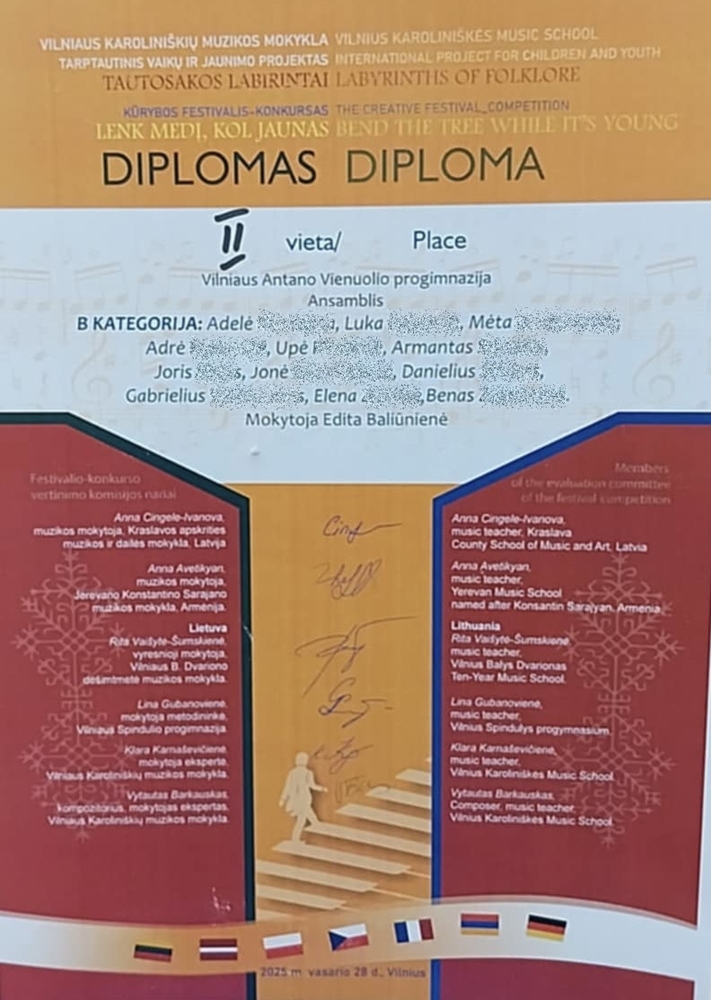 VILNIAUS KAROLINIŠKIŲ MUZIKOS MOKYKLA VILNIUS KAROLINIŠKĖS MUSIC SCHOOL
TARPTAUTINIS VAIKŲ IR JAUNIMO PROJEKTAS INTERNATIONAL PROJECT FOR CHILDREN AND YOUTH
TAUTOSAKOS LABIRINTAI LABYRINTHS OF FOLKLORE
KŪRYBOS FESTIVALIS-KONKURSAS THE CREATIVE FESTIVAL_COMPETITION
LENK MEDĮ, KOL JAUNAS BEND THE TREE WHILE IT'S YOUNG
DIPLOMAS DIPLOMA
II vieta/ Place
Vilniaus Antano Vienuolio progimnazija
Ansamblis
B KATEGORIJA: Adelė, Luka, Mėta
Adrė, Upė, Armantas,
Joris, Jonė, Danielius,
Gabrielius, Elena, Benas.
Mokytoja Edita Baliūnienė
Festivalio-konkurso
vertinimo komisijos nariai
Anna Cingele-Ivanova,
muzikos mokytoja, Kraslavos apskrities
muzikos ir dailės mokykla, Latvija
Anna Avetikyan,
muzikos mokytoja,
Jerevano Konstantino Sarajano
muzikos mokykla, Armėnija.
Lietuva
Rita Vaišytė-Šumskienė,
vyresnioji mokytoja,
Vilniaus B. Dvariono
dešimtmetė muzikos mokykla.
Lina Gubanovienė,
mokytoja metodininkė,
Vilniaus Spindulio progimnazija.
Klara Karnaševičienė,
mokytoja ekspertė,
Vilniaus Karoliniškių muzikos mokykla.
Vytautas Barkauskas,
kompozitorius, mokytojas ekspertas,
Vilniaus Karoliniškių muzikos mokykla.
Members
of the evaluation committee
of the festival competition
Anna Cingele-Ivanova,
music teacher, Kraslava
County School of Music and Art, Latvia
Anna Avetikyan,
music teacher,
Yerevan Music School
named after Konsantin Sarajyan, Armenia
Lithuania
Rita Vaišytė-Šumskienė,
music teacher,
Vilnius Balys Dvarionas
Ten-Year Music School.
Lina Gubanovienė,
music teacher,
Vilnius Spindulys progymnasium.
Klara Karnaševičienė,
music teacher,
Vilnius Karoliniškės Music School.
Vytautas Barkauskas,
Composer, music teacher,
Vilnius Karoliniškės Music School.
2025 m. vasario 28 d., Vilnius